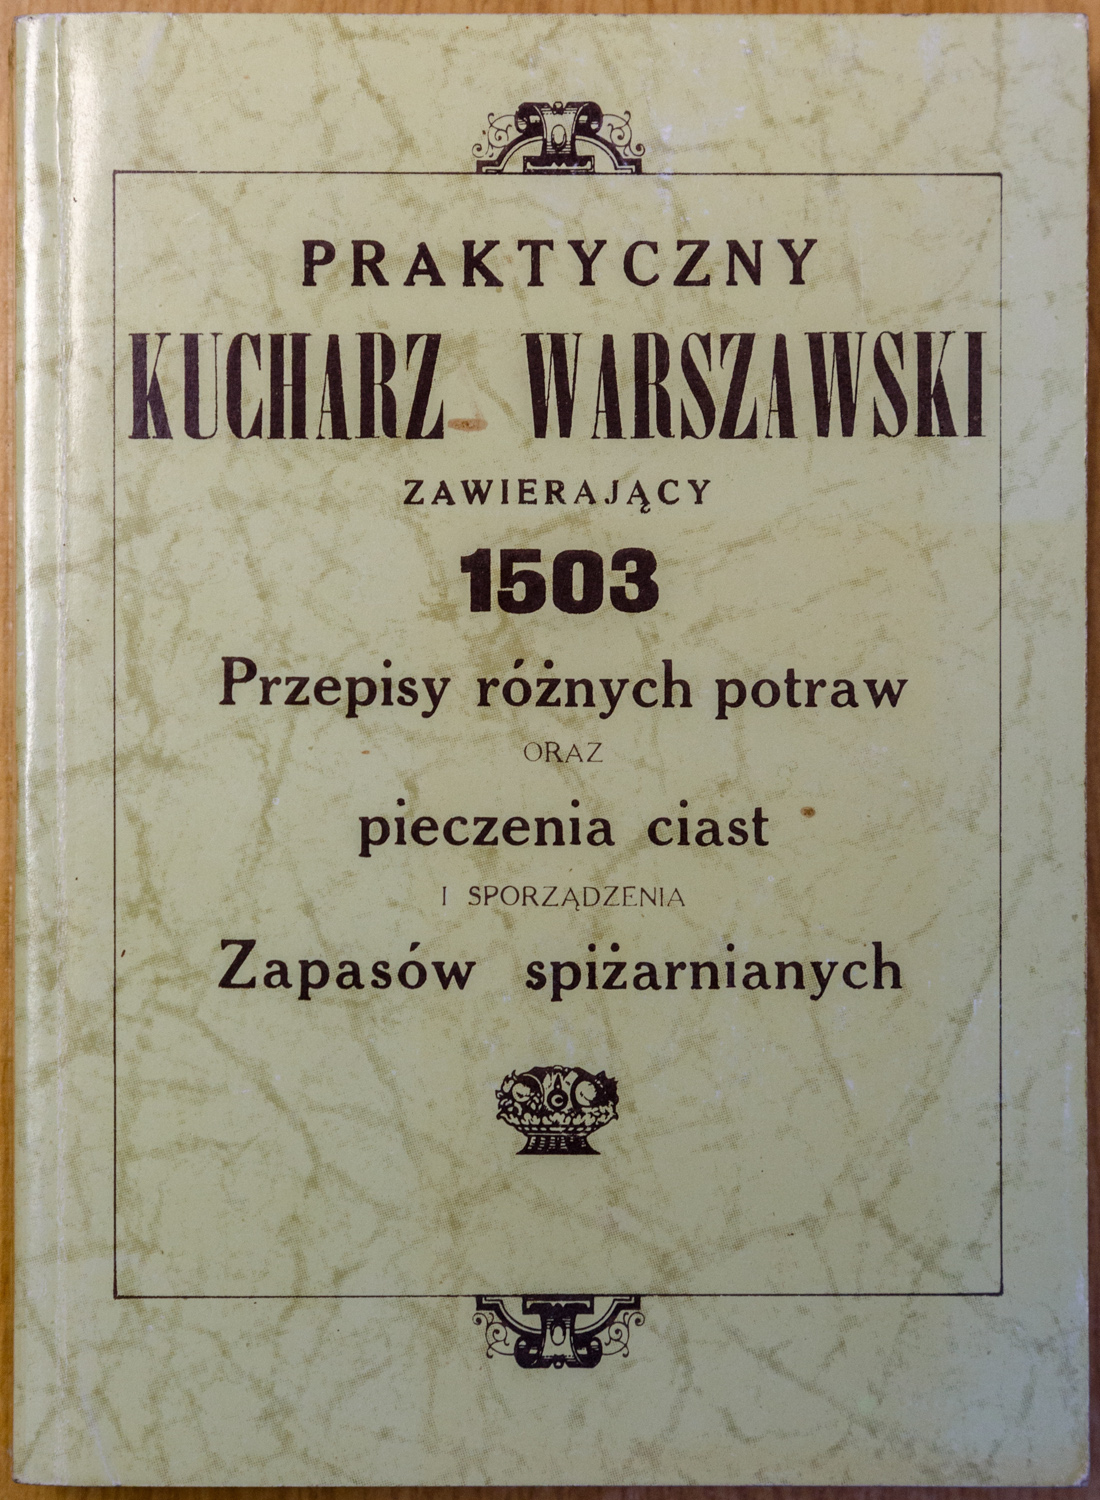 PRAKTYCZNY
KUCHARZ WARSZAWSKI
ZAWIERAJĄCY
1503
Przepisy różnych potraw
ORAZ
pieczenia ciast
I SPORZĄDZENIA
Zapasów spiżarnianych